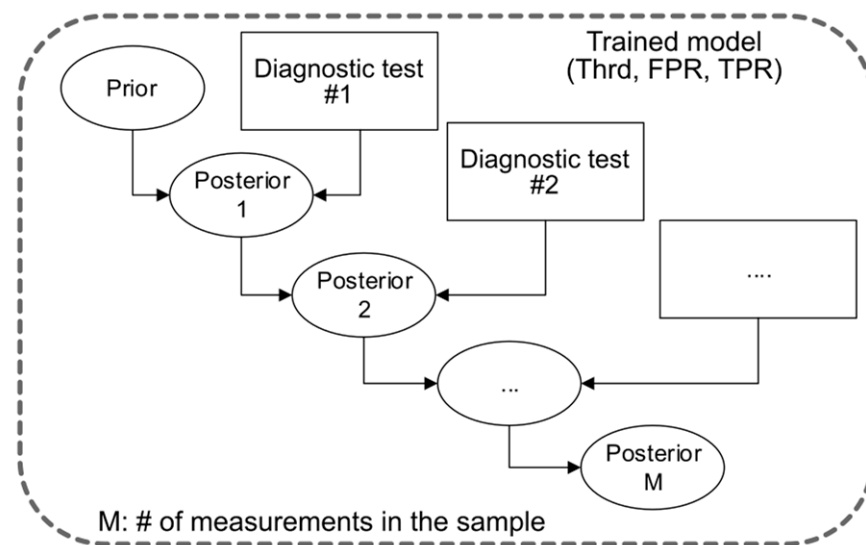 Trained model
(Thrd, FPR, TPR)
Prior
Diagnostic test
#1
Posterior
1
Diagnostic test
#2
Posterior
2
....
...
Posterior
M
M: # of measurements in the sample